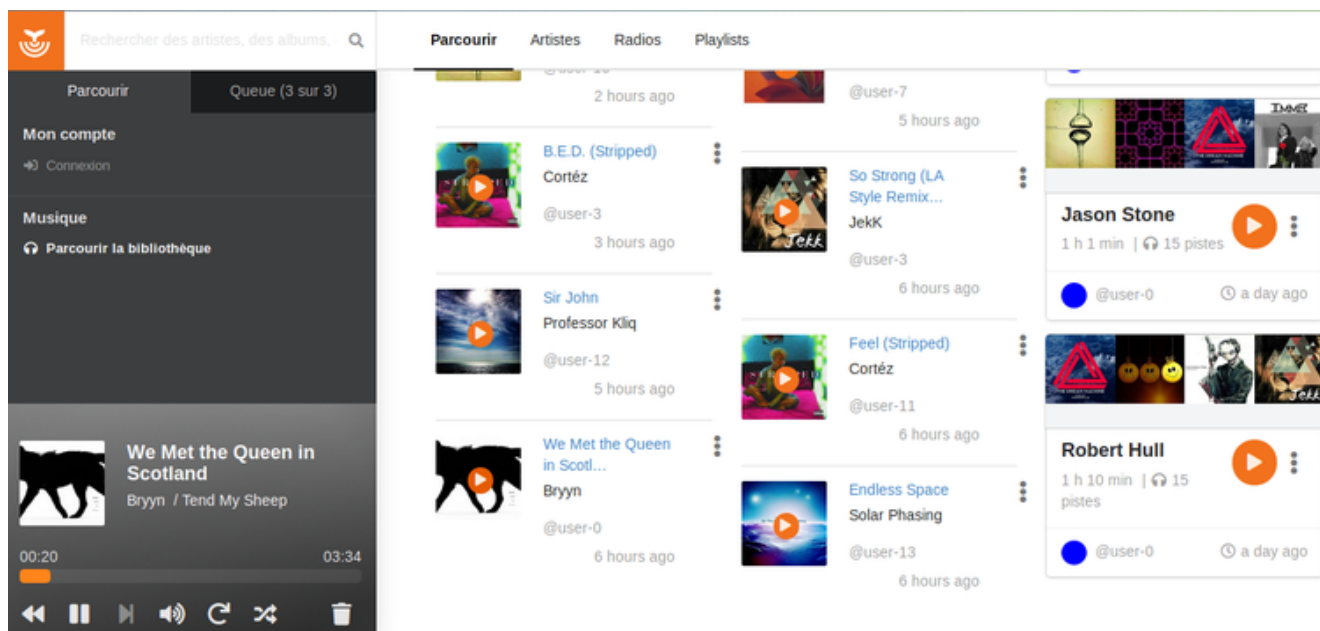 Rechercher des artistes, des albums,
Parcourir Artistes Radios Playlists
Parcourir Queue (3 sur 3)
Mon compte
Connexion
Musique
Parcourir la bibliothèque
We Met the Queen in
Scotland
Bryyn / Tend My Sheep
00:20 03:34
2 hours ago
B.E.D. (Stripped)
Cortéz
@user-3
3 hours ago
Sir John
Professor Kliq
@user-12
5 hours ago
We Met the Queen
in Scotl...
Bryyn
@user-0
6 hours ago
@user-7
5 hours ago
So Strong (LA
Style Remix...
JekK
@user-3
6 hours ago
Jekk
Feel (Stripped)
Cortéz
@user-11
6 hours ago
Endless Space
Solar Phasing
@user-13
6 hours ago
Jason Stone
1 h 1 min | 15 pistes
@user-0 a day ago
Robert Hull
1 h 10 min | 15
pistes
@user-0 a day ago